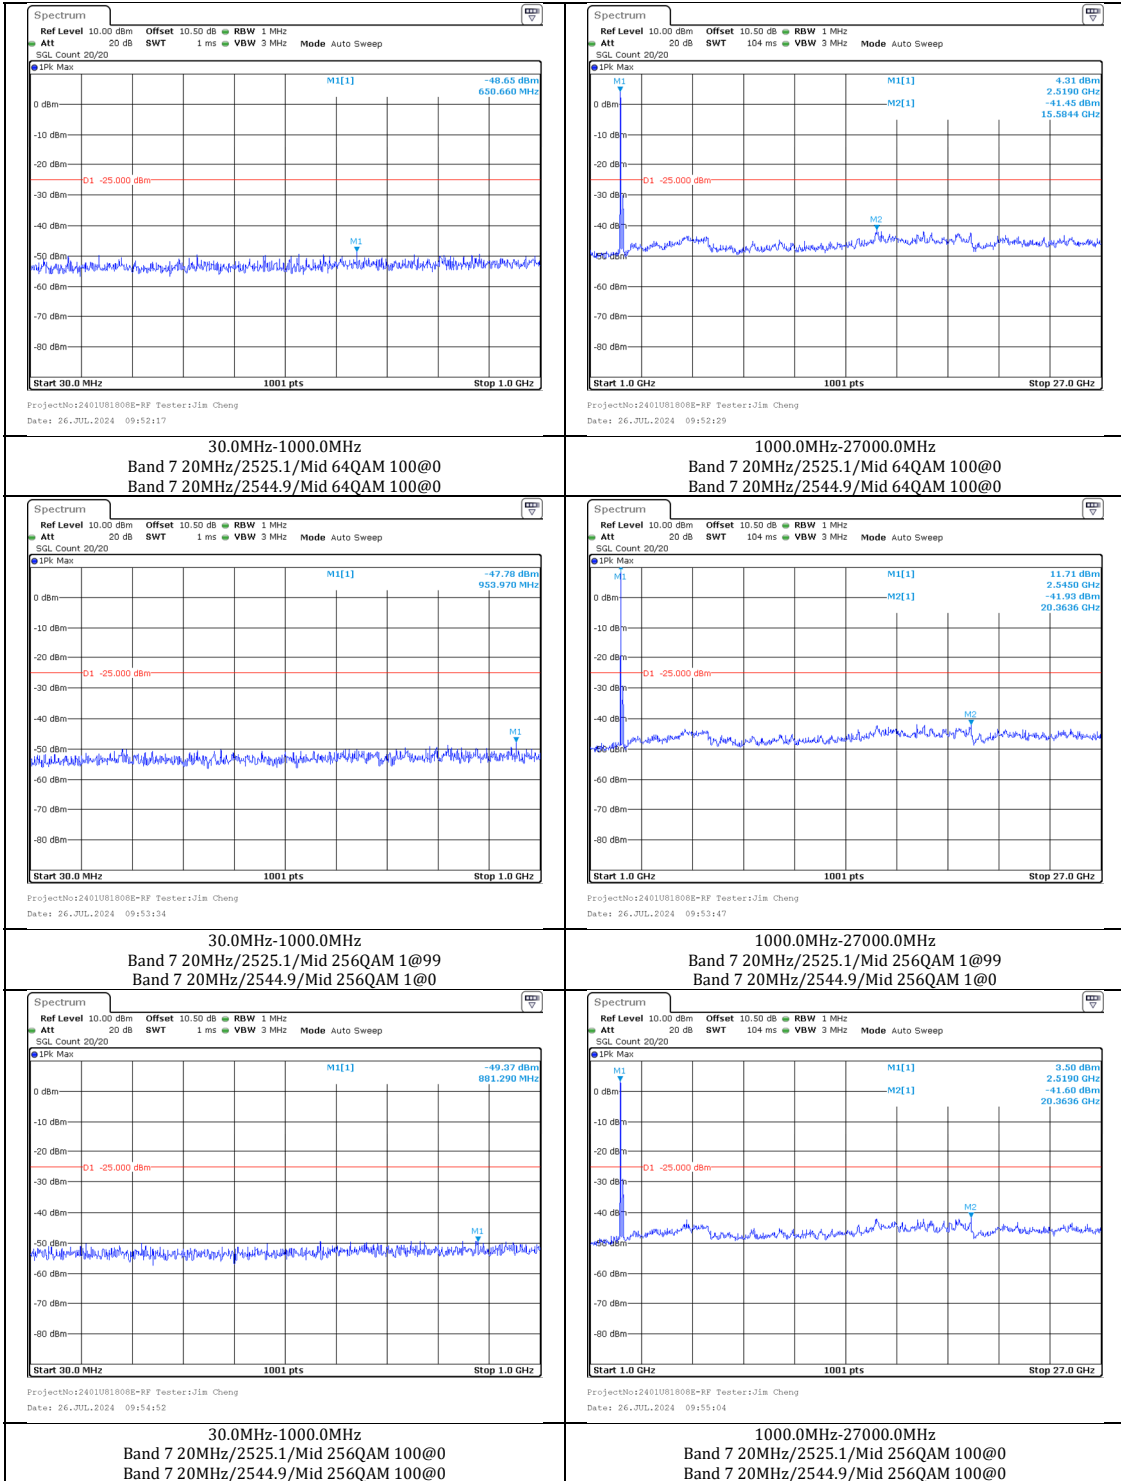 Spectrum
Ref Level 10.00 dBm Offset 10.50 dB RBW 1 MHz
Att 20 dB SWT 1 ms VBW 3 MHz Mode Auto Sweep
SGL Count 20/20
1Pk Max
M1[1] -48.65 dBm
650.660 MHz
0 dBm
-10 dBm
-20 dBm
D1 -25.000 dBm
-30 dBm
-40 dBm
M1
-50 dBm
-60 dBm
-70 dBm
-80 dBm
Start 30.0 MHz 1001 pts Stop 1.0 GHz
ProjectNo:2401U81808E-RF Tester:Jim Cheng
Date: 26.JUL.2024 09:52:17
30.0MHz-1000.0MHz
Band 7 20MHz/2525.1/Mid 64QAM 100@0
Band 7 20MHz/2544.9/Mid 64QAM 100@0
Spectrum
Ref Level 10.00 dBm Offset 10.50 dB RBW 1 MHz
Att 20 dB SWT 104 ms VBW 3 MHz Mode Auto Sweep
SGL Count 20/20
1Pk Max
M1
M1[1] 4.31 dBm
2.5190 GHz
0 dBm
M2[1] -41.45 dBm
15.5844 GHz
-10 dBm
-20 dBm
D1 -25.000 dBm
-30 dBm
-40 dBm
M2
-50 dBm
-60 dBm
-70 dBm
-80 dBm
Start 1.0 GHz 1001 pts Stop 27.0 GHz
ProjectNo:2401U81808E-RF Tester:Jim Cheng
Date: 26.JUL.2024 09:52:29
1000.0MHz-27000.0MHz
Band 7 20MHz/2525.1/Mid 64QAM 100@0
Band 7 20MHz/2544.9/Mid 64QAM 100@0
Spectrum
Ref Level 10.00 dBm Offset 10.50 dB RBW 1 MHz
Att 20 dB SWT 1 ms VBW 3 MHz Mode Auto Sweep
SGL Count 20/20
1Pk Max
M1[1] -47.78 dBm
953.970 MHz
0 dBm
-10 dBm
-20 dBm
D1 -25.000 dBm
-30 dBm
-40 dBm
M1
-50 dBm
-60 dBm
-70 dBm
-80 dBm
Start 30.0 MHz 1001 pts Stop 1.0 GHz
ProjectNo:2401U81808E-RF Tester:Jim Cheng
Date: 26.JUL.2024 09:53:34
30.0MHz-1000.0MHz
Band 7 20MHz/2525.1/Mid 256QAM 1@99
Band 7 20MHz/2544.9/Mid 256QAM 1@0
Spectrum
Ref Level 10.00 dBm Offset 10.50 dB RBW 1 MHz
Att 20 dB SWT 104 ms VBW 3 MHz Mode Auto Sweep
SGL Count 20/20
1Pk Max
M1
M1[1] 11.71 dBm
2.5450 GHz
0 dBm
M2[1] -41.93 dBm
20.3636 GHz
-10 dBm
-20 dBm
D1 -25.000 dBm
-30 dBm
-40 dBm
M2
-50 dBm
-60 dBm
-70 dBm
-80 dBm
Start 1.0 GHz 1001 pts Stop 27.0 GHz
ProjectNo:2401U81808E-RF Tester:Jim Cheng
Date: 26.JUL.2024 09:53:47
1000.0MHz-27000.0MHz
Band 7 20MHz/2525.1/Mid 256QAM 1@99
Band 7 20MHz/2544.9/Mid 256QAM 1@0
Spectrum
Ref Level 10.00 dBm Offset 10.50 dB RBW 1 MHz
Att 20 dB SWT 1 ms VBW 3 MHz Mode Auto Sweep
SGL Count 20/20
1Pk Max
M1[1] -49.37 dBm
881.290 MHz
0 dBm
-10 dBm
-20 dBm
D1 -25.000 dBm
-30 dBm
-40 dBm
M1
-50 dBm
-60 dBm
-70 dBm
-80 dBm
Start 30.0 MHz 1001 pts Stop 1.0 GHz
ProjectNo:2401U81808E-RF Tester:Jim Cheng
Date: 26.JUL.2024 09:54:52
30.0MHz-1000.0MHz
Band 7 20MHz/2525.1/Mid 256QAM 100@0
Band 7 20MHz/2544.9/Mid 256QAM 100@0
Spectrum
Ref Level 10.00 dBm Offset 10.50 dB RBW 1 MHz
Att 20 dB SWT 104 ms VBW 3 MHz Mode Auto Sweep
SGL Count 20/20
1Pk Max
M1
M1[1] 3.50 dBm
2.5190 GHz
0 dBm
M2[1] -41.60 dBm
20.3636 GHz
-10 dBm
-20 dBm
D1 -25.000 dBm
-30 dBm
-40 dBm
M2
-50 dBm
-60 dBm
-70 dBm
-80 dBm
Start 1.0 GHz 1001 pts Stop 27.0 GHz
ProjectNo:2401U81808E-RF Tester:Jim Cheng
Date: 26.JUL.2024 09:55:04
1000.0MHz-27000.0MHz
Band 7 20MHz/2525.1/Mid 256QAM 100@0
Band 7 20MHz/2544.9/Mid 256QAM 100@0